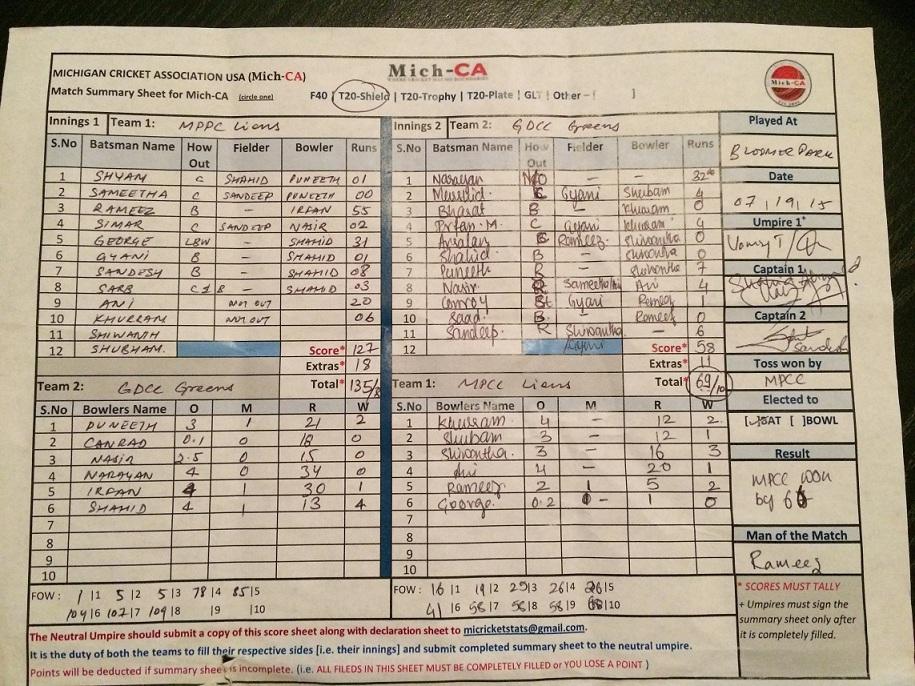 Mich-CA
MICHIGAN CRICKET ASSOCIATION USA (Mich-CA)
Match Summary Sheet for Mich-CA (circle one) F40 | T20-Shield | T20-Trophy | T20-Plate | GLT | Other – [ ]
Mich-CA
Innings 1 Team 1: MPPC Lions
S.No Batsman Name How Out Fielder Bowler Runs
1 SHYAM C SHAHID PUNEETH 01
2 SAMEETHA C SANDEEP PUNEETH 00
3 RAMEEZ B – IRFAN 55
4 SIMAR C SANDEEP NASIR 02
5 GEORGE LBW – SHAHID 31
6 GYANI B – SHAHID 01
7 SANDESH B – SHAHID 08
8 SARB C&B – SHAHID 03
9 ANI NOT OUT 20
10 KHURRAM NOT OUT 06
11 SHIWANTH
12 SHUBHAM. Score* 127
Extras* 18
Total* 135/8
Team 2: GDCC Greens
S.No Bowlers Name O M R W
1 PUNEETH 3 1 21 2
2 CANRAD 0.1 0 18 0
3 NASIR 2.5 0 15 0
4 NARAYAN 4 0 34 0
5 IRFAN 4 1 30 1
6 SHAHID 4 1 13 4
7
8
9
10
FOW: 1 |1 5 |2 5 |3 78 |4 85 |5
104 |6 107 |7 109 |8 |9 |10
Innings 2 Team 2: GDCC Greens
S.No Batsman Name How Out Fielder Bowler Runs
1 Narayan N/O – –
2 C Gyani Shubam 4
3 Bharat B – Khuram 0
4 Irfan.M. C Gyani Khuram 4
5 Rameez. Shiwantha 0
6 Shahid B – Shiwantha 0
7 Puneeth R – Shiwantha 7
8 Nasir Sameetha Ani 4
9 Conroy St Gyani Rameez 1
10 Saad B. Rameez 0
11 Sandeep. R Shiwantha – 6
12 Score* 58
Extras* 11
Total* 69/10
Team 1: MPCC Lions
S.No Bowlers Name O M R W
1 Khuram 4 – 12 2
2 Shubam 3 – 12 1
3 Shiwantha. 3 – 16 3
4 Ani 4 – 20 1
5 Rameez 2 1 5 2
6 George. 0.2 – 1 0
7
8
9
10
FOW: 16 |1 19 |2 25 |3 26 |4 26 |5
41 |6 58 |7 58 |8 58 |9 |10
Played At
BLOOMER PARK
Date
07/19/15
Umpire 1*
Captain 1
Captain 2
Toss won by
MPCC
Elected to
[ ]BAT [ ]BOWL
Result
MPCC WON
by
Man of the Match
Rameez
* SCORES MUST TALLY
+ Umpires must sign the
summary sheet only after
it is completely filled.
The Neutral Umpire should submit a copy of this score sheet along with declaration sheet to micricketstats@gmail.com.
It is the duty of both the teams to fill their respective sides [i.e. their innings] and submit completed summary sheet to the neutral umpire.
Points will be deducted if summary sheet is incomplete. (i.e. ALL FILEDS IN THIS SHEET MUST BE COMPLETELY FILLED or YOU LOSE A POINT )